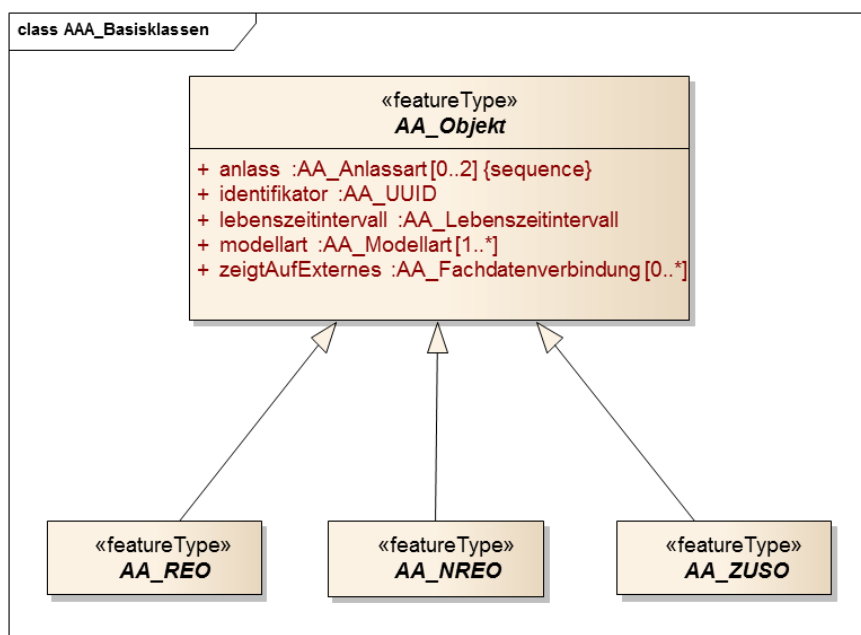 class AAA_Basisklassen
«featureType»
AA_Objekt
+ anlass :AA_Anlassart [0..2] {sequence}
+ identifikator :AA_UUID
+ lebenszeitintervall :AA_Lebenszeitintervall
+ modellart :AA_Modellart [1..*]
+ zeigtAufExternes :AA_Fachdatenverbindung [0..*]
«featureType»
AA_REO
«featureType»
AA_NREO
«featureType»
AA_ZUSO